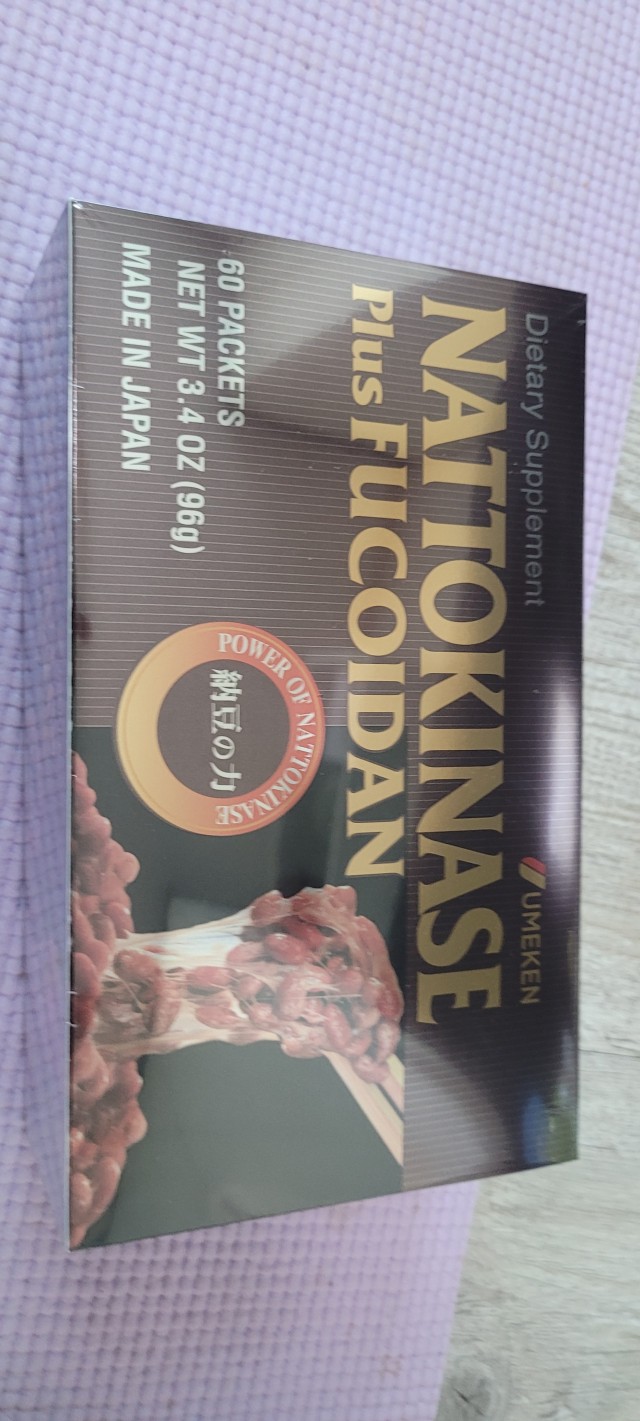 Dietary Supplement
UMEKEN
NATTOKINASE
Plus FUCOIDAN
POWER OF NATTOKINASE
納豆の力
60 PACKETS
NET WT 3.4 OZ (96g)
MADE IN JAPAN